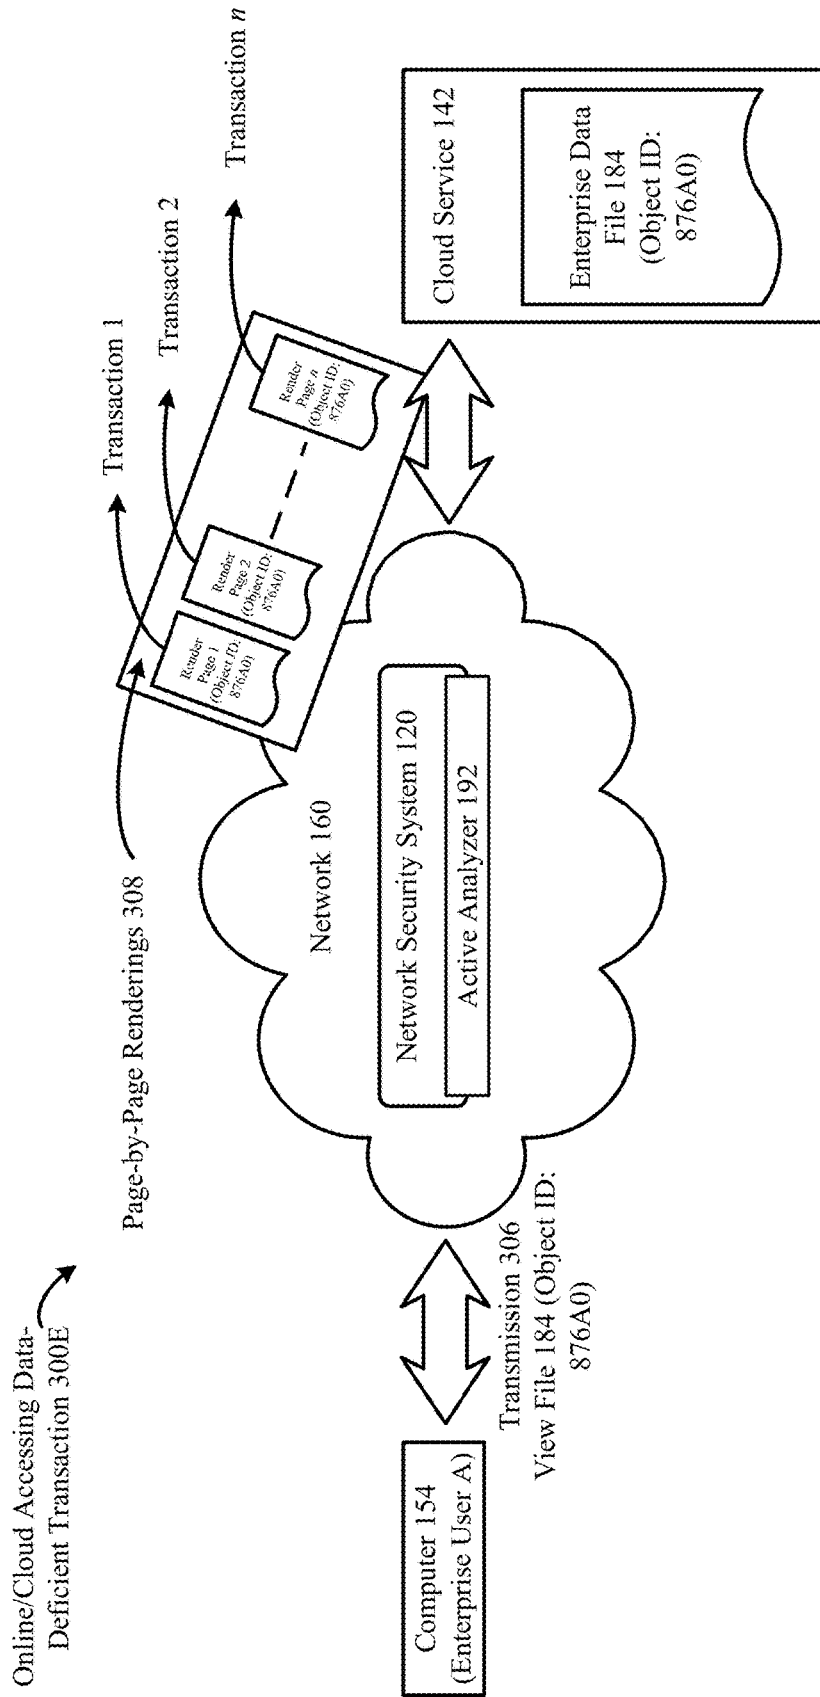 Online/Cloud Accessing Data-
Deficient Transaction 300E
Page-by-Page Renderings 308
Transaction 1
Transaction 2
Transaction n
Render
Page 1
(Object ID:
876A0)
Render
Page 2
(Object ID:
876A0)
Render
Page n
(Object ID:
876A0)
Computer 154
(Enterprise User A)
Transmission 306
View File 184 (Object ID:
876A0)
Network 160
Network Security System 120
Active Analyzer 192
Cloud Service 142
Enterprise Data
File 184
(Object ID:
876A0)